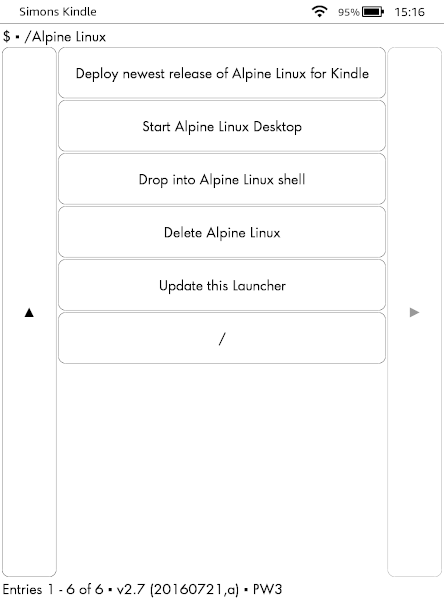 Simons Kindle 95% 15:16
$ ▪ /Alpine Linux
Deploy newest release of Alpine Linux for Kindle
Start Alpine Linux Desktop
Drop into Alpine Linux shell
Delete Alpine Linux
Update this Launcher
/
Entries 1 - 6 of 6 ▪ v2.7 (20160721,a) ▪ PW3